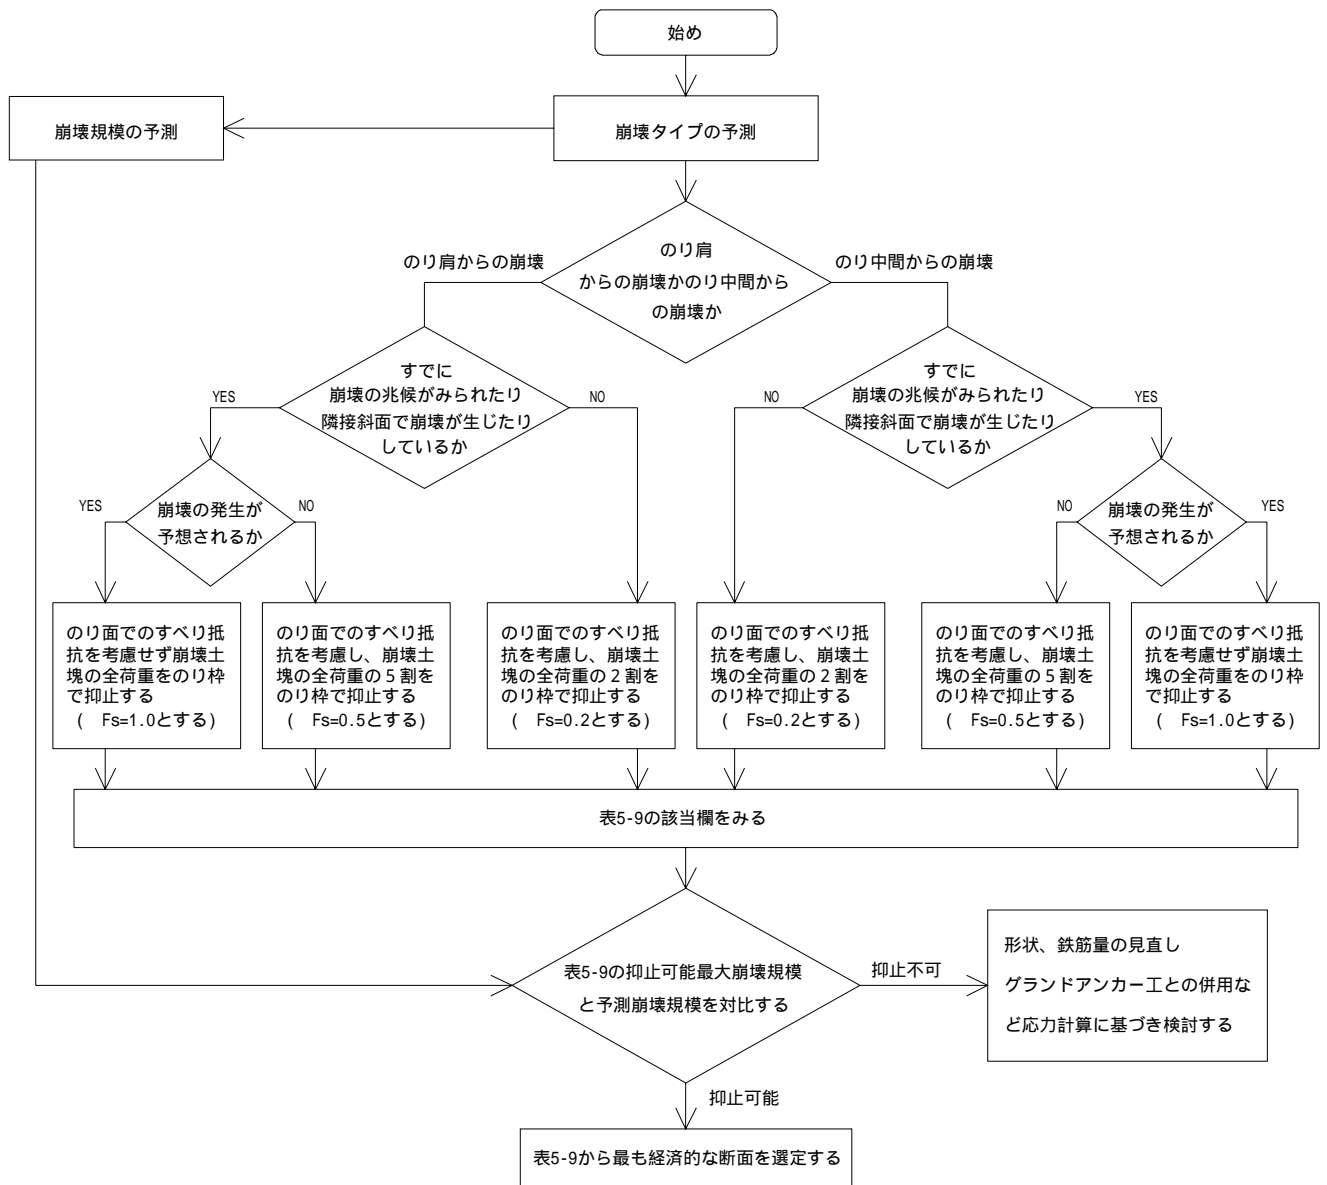 始め
崩壊規模の予測
崩壊タイプの予測
のり肩
からの崩壊かのり中間から
の崩壊か
のり肩からの崩壊
のり中間からの崩壊
すでに
崩壊の兆候がみられたり
隣接斜面で崩壊が生じたり
しているか
YES
NO
すでに
崩壊の兆候がみられたり
隣接斜面で崩壊が生じたり
しているか
NO
YES
崩壊の発生が
予想されるか
YES
NO
崩壊の発生が
予想されるか
NO
YES
のり面でのすべり抵
抗を考慮せず崩壊土
塊の全荷重をのり枠
で抑止する
( Fs=1.0とする)
のり面でのすべり抵
抗を考慮し、崩壊土
塊の全荷重の5割を
のり枠で抑止する
( Fs=0.5とする)
のり面でのすべり抵
抗を考慮し、崩壊土
塊の全荷重の2割を
のり枠で抑止する
( Fs=0.2とする)
のり面でのすべり抵
抗を考慮し、崩壊土
塊の全荷重の2割を
のり枠で抑止する
( Fs=0.2とする)
のり面でのすべり抵
抗を考慮し、崩壊土
塊の全荷重の5割を
のり枠で抑止する
( Fs=0.5とする)
のり面でのすべり抵
抗を考慮せず崩壊土
塊の全荷重をのり枠
で抑止する
( Fs=1.0とする)
表5-9の該当欄をみる
表5-9の抑止可能最大崩壊規模
と予測崩壊規模を対比する
抑止不可
形状、鉄筋量の見直し
グランドアンカー工との併用な
ど応力計算に基づき検討する
抑止可能
表5-9から最も経済的な断面を選定する